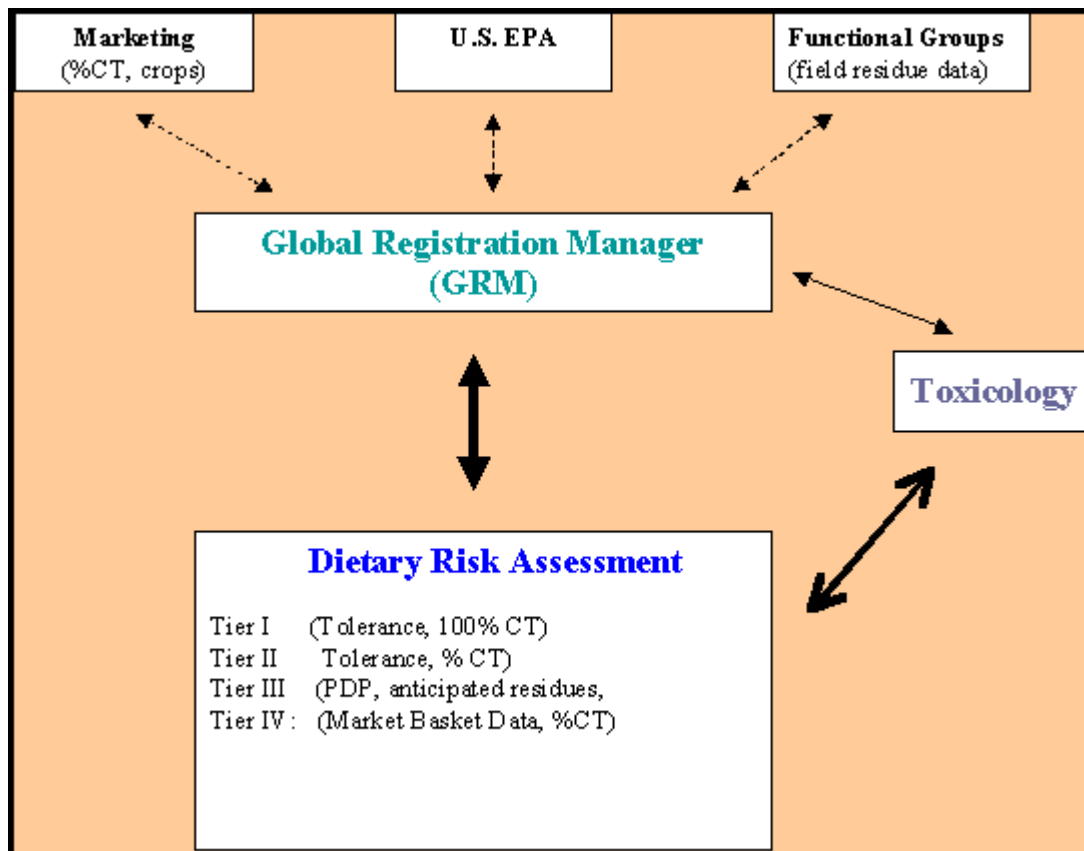 Marketing
(%CT, crops)
U.S. EPA
Functional Groups
(field residue data)
Global Registration Manager
(GRM)
Toxicology
Dietary Risk Assessment
Tier I (Tolerance, 100% CT)
Tier II Tolerance, % CT)
Tier III (PDP, anticipated residues,
Tier IV : (Market Basket Data, %CT)